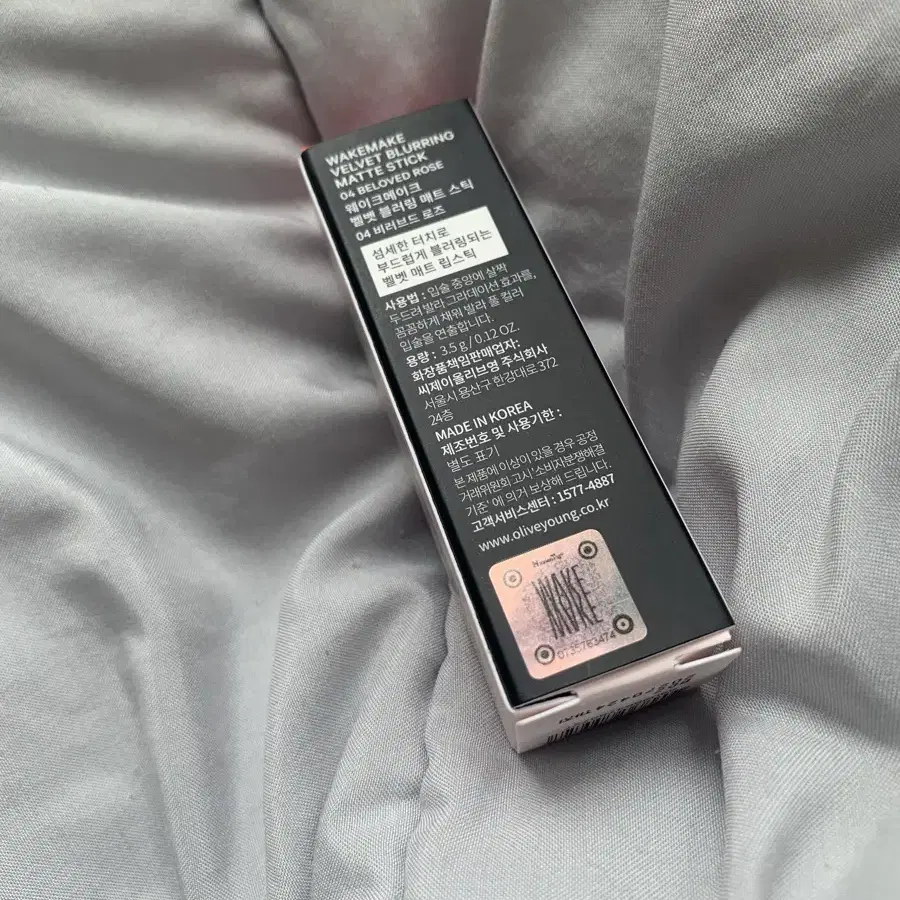 WAKEMAKE
VELVET BLURRING
MATTE STICK
04 BELOVED ROSE
웨이크메이크
벨벳 블러링 매트 스틱
04 비러브드 로즈
섬세한 터치로
부드럽게 블러링되는
벨벳 매트 립스틱
사용법 : 입술 중앙에 살짝
두드려 발라 그라데이션 효과를,
꼼꼼하게 채워 발라 풀 컬러
입술을 연출합니다.
용량 : 3.5 g / 0.12 OZ.
화장품책임판매업자:
씨제이올리브영 주식회사
서울시 용산구 한강대로 372
24층
MADE IN KOREA
제조번호 및 사용기한 :
별도 표기
본 제품에 이상이 있을 경우 공정
거래위원회 고시 '소비자분쟁해결
기준' 에 의거 보상해 드립니다.
고객서비스센터 : 1577-4887
www.oliveyoung.co.kr
WAKE
MAKE
0735763474